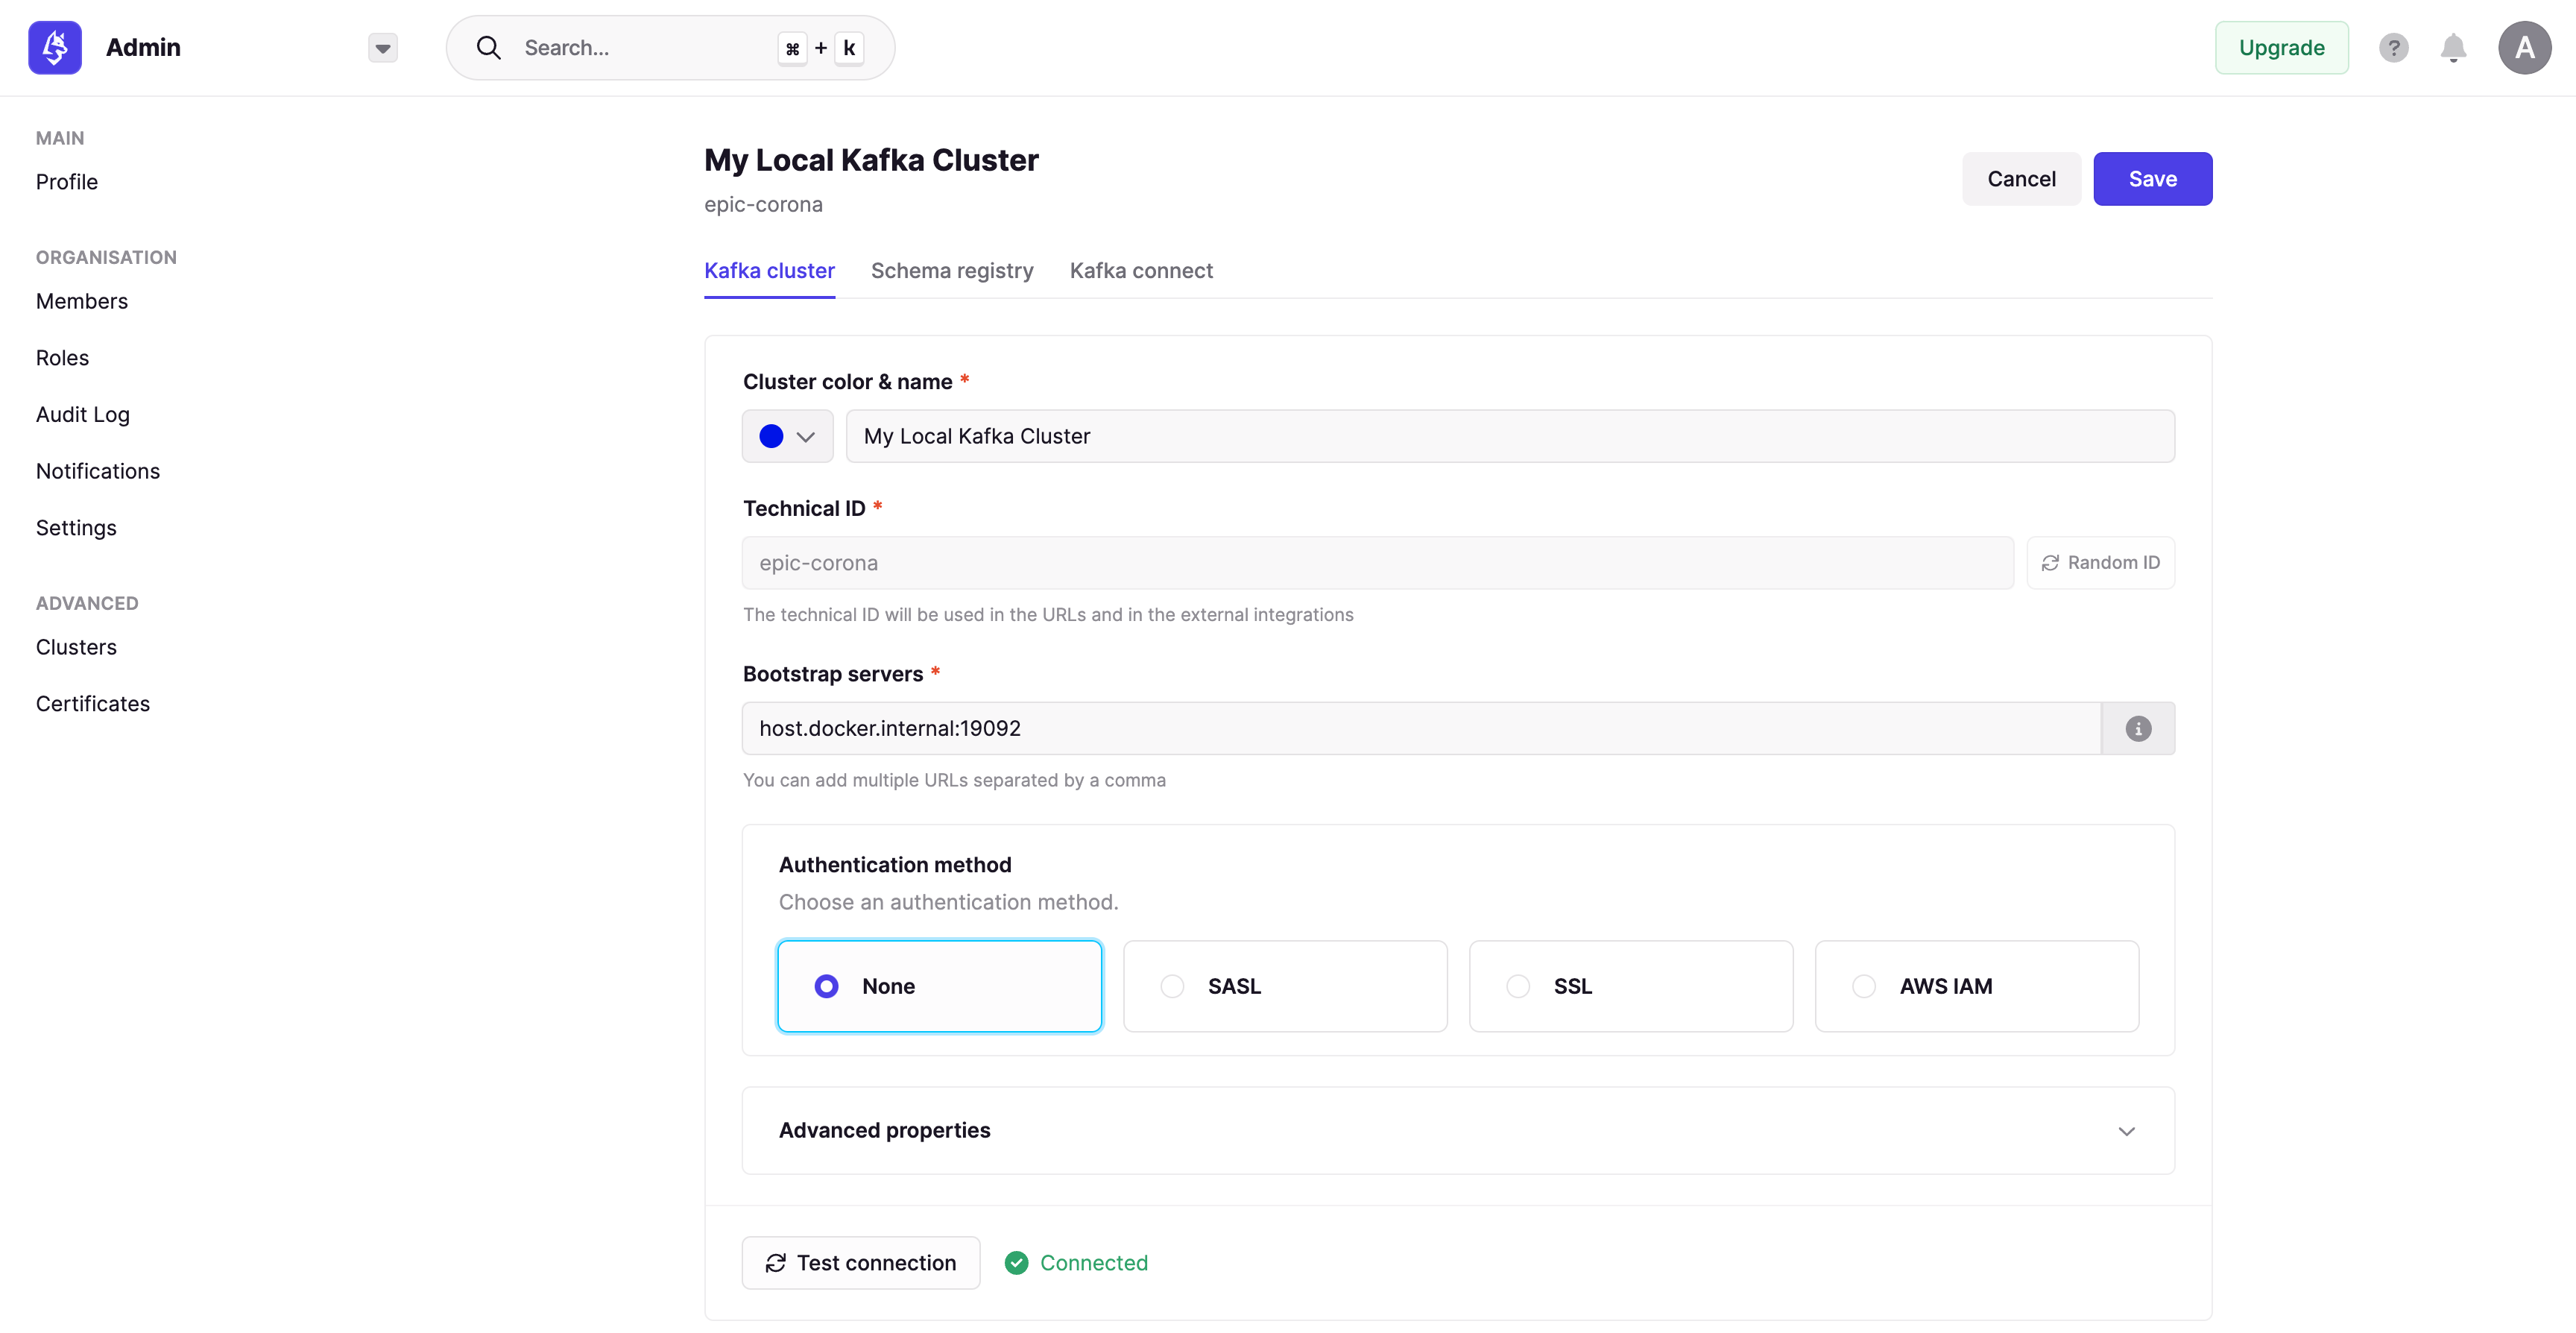 Admin
Search...
⌘ + k
Upgrade
?
A
MAIN
Profile
ORGANISATION
Members
Roles
Audit Log
Notifications
Settings
ADVANCED
Clusters
Certificates
My Local Kafka Cluster
epic-corona
Cancel
Save
Kafka cluster
Schema registry
Kafka connect
Cluster color & name *
My Local Kafka Cluster
Technical ID *
epic-corona
Random ID
The technical ID will be used in the URLs and in the external integrations
Bootstrap servers *
host.docker.internal:19092
You can add multiple URLs separated by a comma
Authentication method
Choose an authentication method.
None
SASL
SSL
AWS IAM
Advanced properties
Test connection
Connected